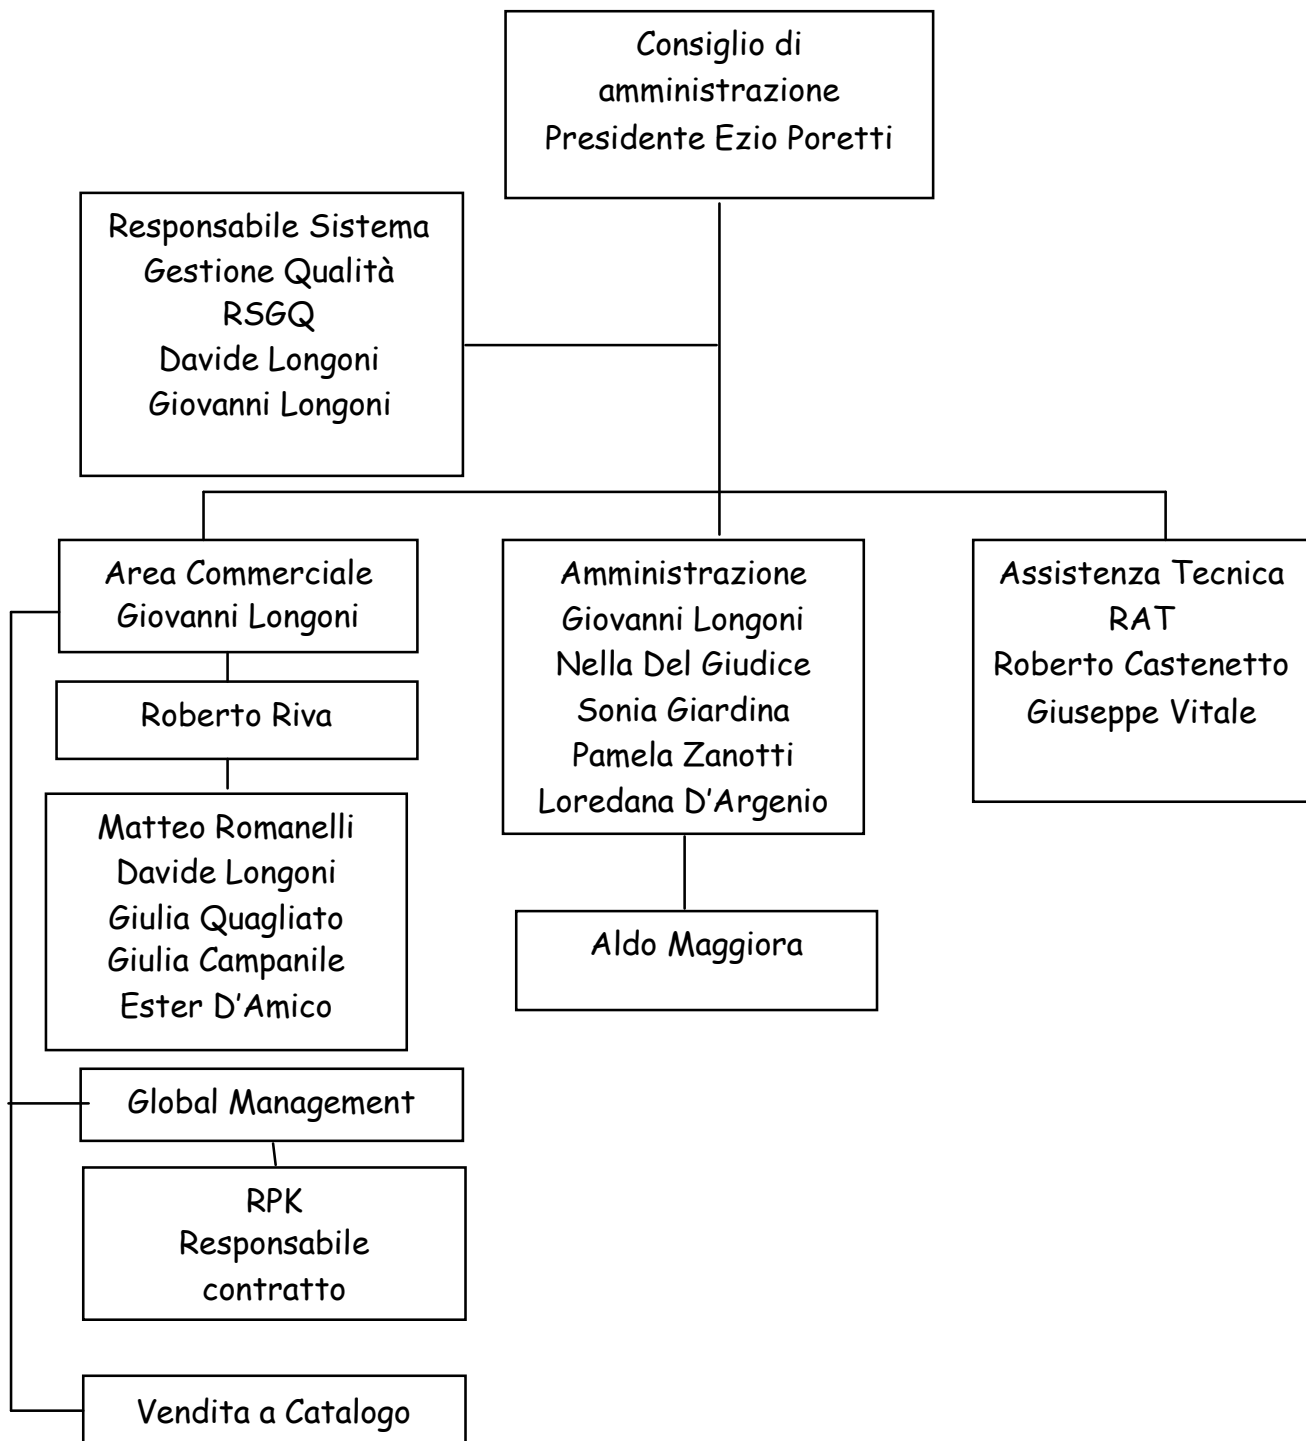 Consiglio di
amministrazione
Presidente Ezio Poretti
Responsabile Sistema
Gestione Qualità
RSGQ
Davide Longoni
Giovanni Longoni
Area Commerciale
Giovanni Longoni
Roberto Riva
Matteo Romanelli
Davide Longoni
Giulia Quagliato
Giulia Campanile
Ester D'Amico
Global Management
RPK
Responsabile
contratto
Vendita a Catalogo
Amministrazione
Giovanni Longoni
Nella Del Giudice
Sonia Giardina
Pamela Zanotti
Loredana D'Argenio
Aldo Maggiora
Assistenza Tecnica
RAT
Roberto Castenetto
Giuseppe Vitale